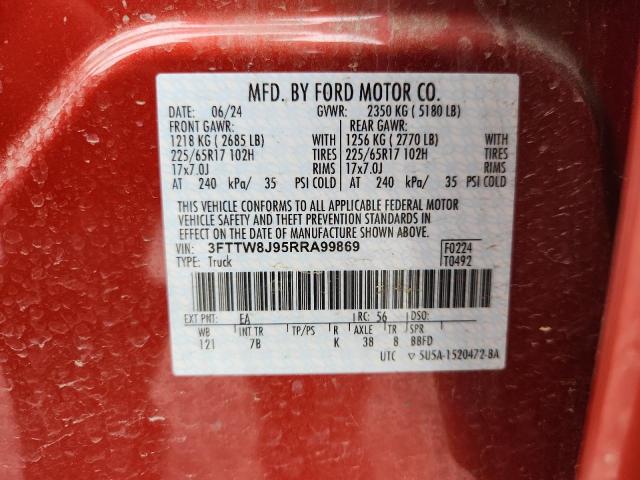 MFD. BY FORD MOTOR CO.
DATE: 06/24 GVWR: 2350 KG ( 5180 LB)
FRONT GAWR: REAR GAWR:
1218 KG ( 2685 LB) WITH 1256 KG ( 2770 LB) WITH
225/65R17 102H TIRES 225/65R17 102H TIRES
17x7.0J RIMS 17x7.0J RIMS
AT 240 kPa/ 35 PSI COLD AT 240 kPa/ 35 PSI COLD
THIS VEHICLE CONFORMS TO ALL APPLICABLE FEDERAL MOTOR
VEHICLE SAFETY AND THEFT PREVENTION STANDARDS IN
EFFECT ON THE DATE OF MANUFACTURE SHOWN ABOVE.
VIN: 3FTTW8J95RRA99869 F0224
TYPE: Truck T0492
EXT PNT: EA RC: 56 DSO:
WB INT TR TP/PS R AXLE TR SPR
121 7B K 38 8 BBFD
UTC ▽ 5U5A-1520472-BA